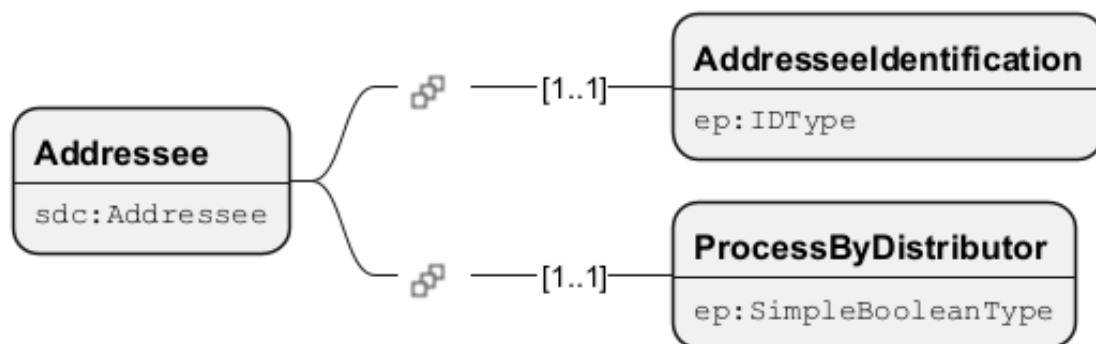 AddresseeIdentification
[1..1]
ep:IDType
Addressee
sdc:Addressee
ProcessByDistributor
[1..1]
ep:SimpleBooleanType